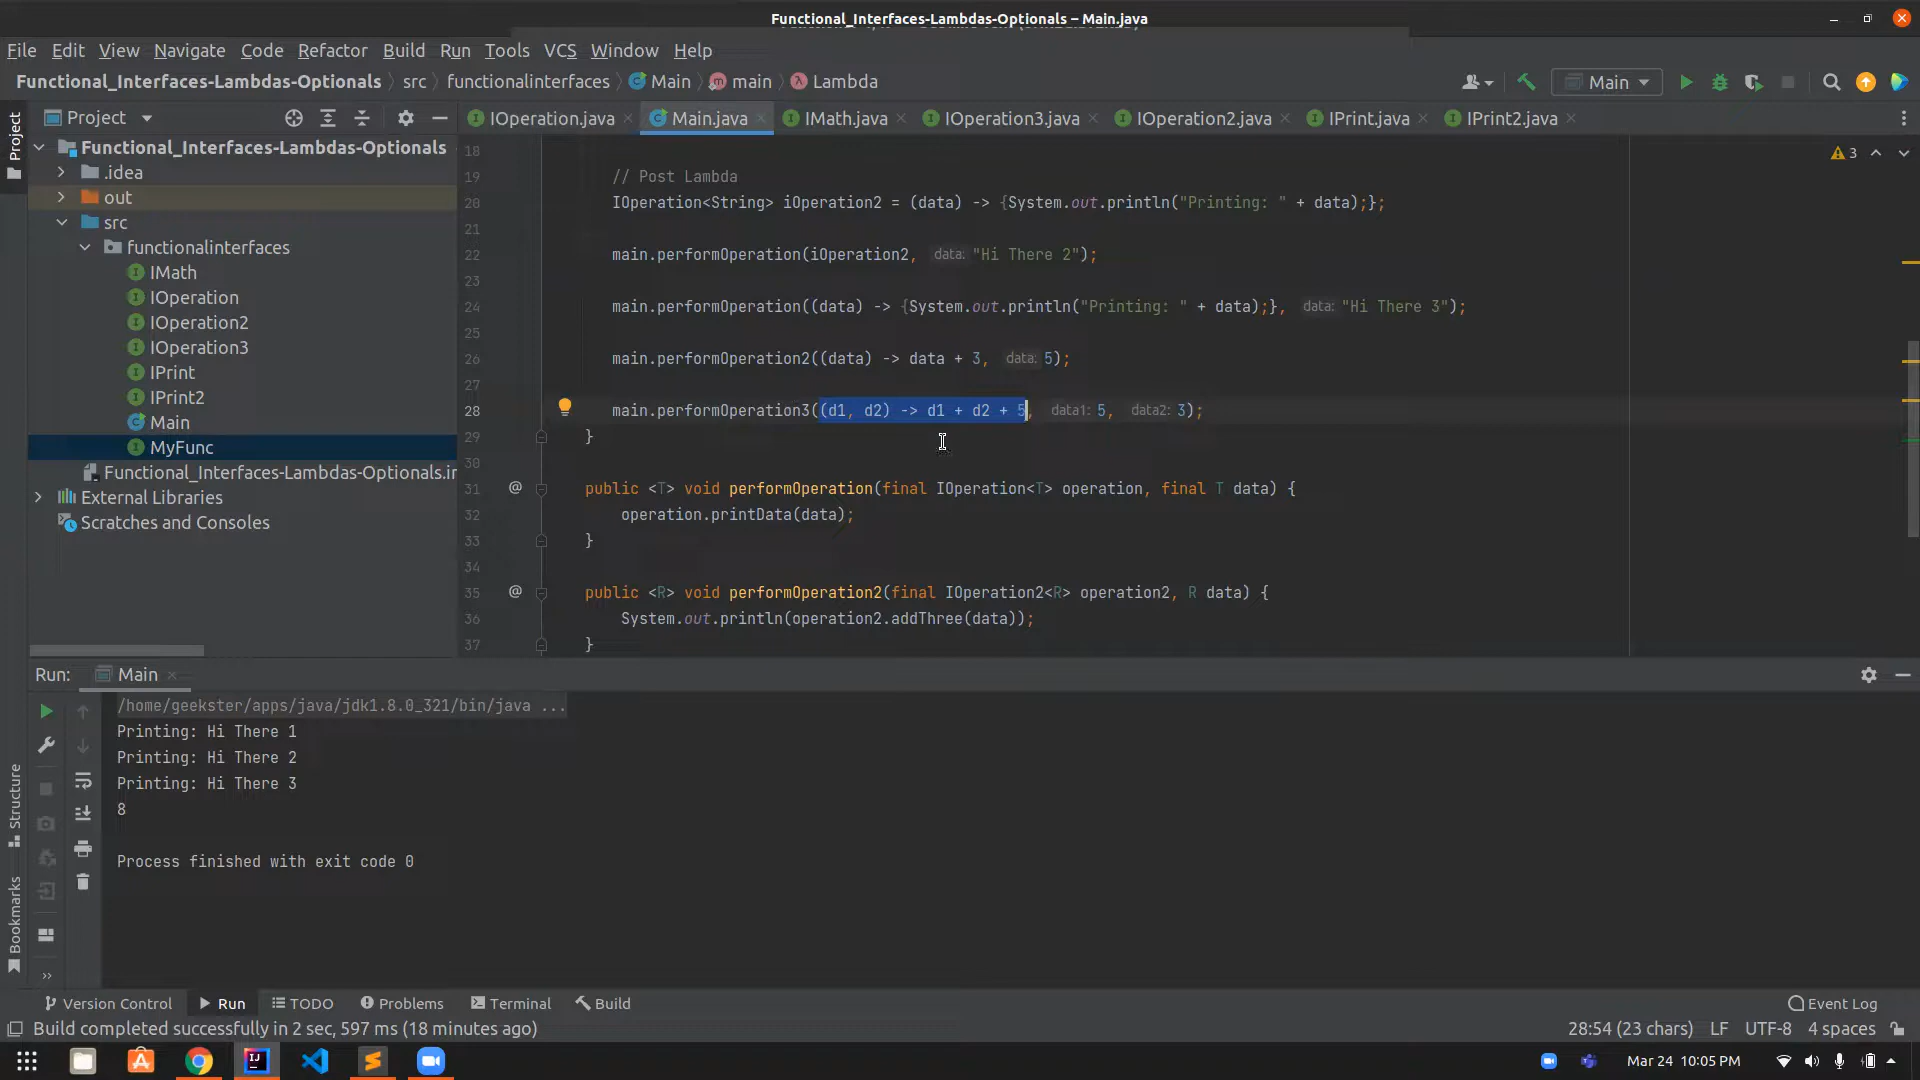 Functional_Interfaces-Lambdas-Optionals – Main.java
File Edit View Navigate Code Refactor Build Run Tools VCS Window Help
Functional_Interfaces-Lambdas-Optionals src functionalinterfaces Main main Lambda Main
Project
Project
IOperation.java Main.java IMath.java IOperation3.java IOperation2.java IPrint.java IPrint2.java
Functional_Interfaces-Lambdas-Optionals
.idea
out
src
functionalinterfaces
IMath
IOperation
IOperation2
IOperation3
IPrint
IPrint2
Main
MyFunc
Functional_Interfaces-Lambdas-Optionals.ir
External Libraries
Scratches and Consoles
3
18
19 // Post Lambda
20 IOperation<String> iOperation2 = (data) -> {System.out.println("Printing: " + data);};
21
22 main.performOperation(iOperation2, data: "Hi There 2");
23
24 main.performOperation((data) -> {System.out.println("Printing: " + data);}, data: "Hi There 3");
25
26 main.performOperation2((data) -> data + 3, data: 5);
27
28 main.performOperation3((d1, d2) -> d1 + d2 + 5, data1: 5, data2: 3);
29 }
30
31 @ public <T> void performOperation(final IOperation<T> operation, final T data) {
32 operation.printData(data);
33 }
34
35 @ public <R> void performOperation2(final IOperation2<R> operation2, R data) {
36 System.out.println(operation2.addThree(data));
37 }
Run: Main
/home/geekster/apps/java/jdk1.8.0_321/bin/java ...
Printing: Hi There 1
Printing: Hi There 2
Printing: Hi There 3
8
Process finished with exit code 0
Structure
Bookmarks
Version Control Run TODO Problems Terminal Build Event Log
Build completed successfully in 2 sec, 597 ms (18 minutes ago) 28:54 (23 chars) LF UTF-8 4 spaces
Mar 24 10:05 PM